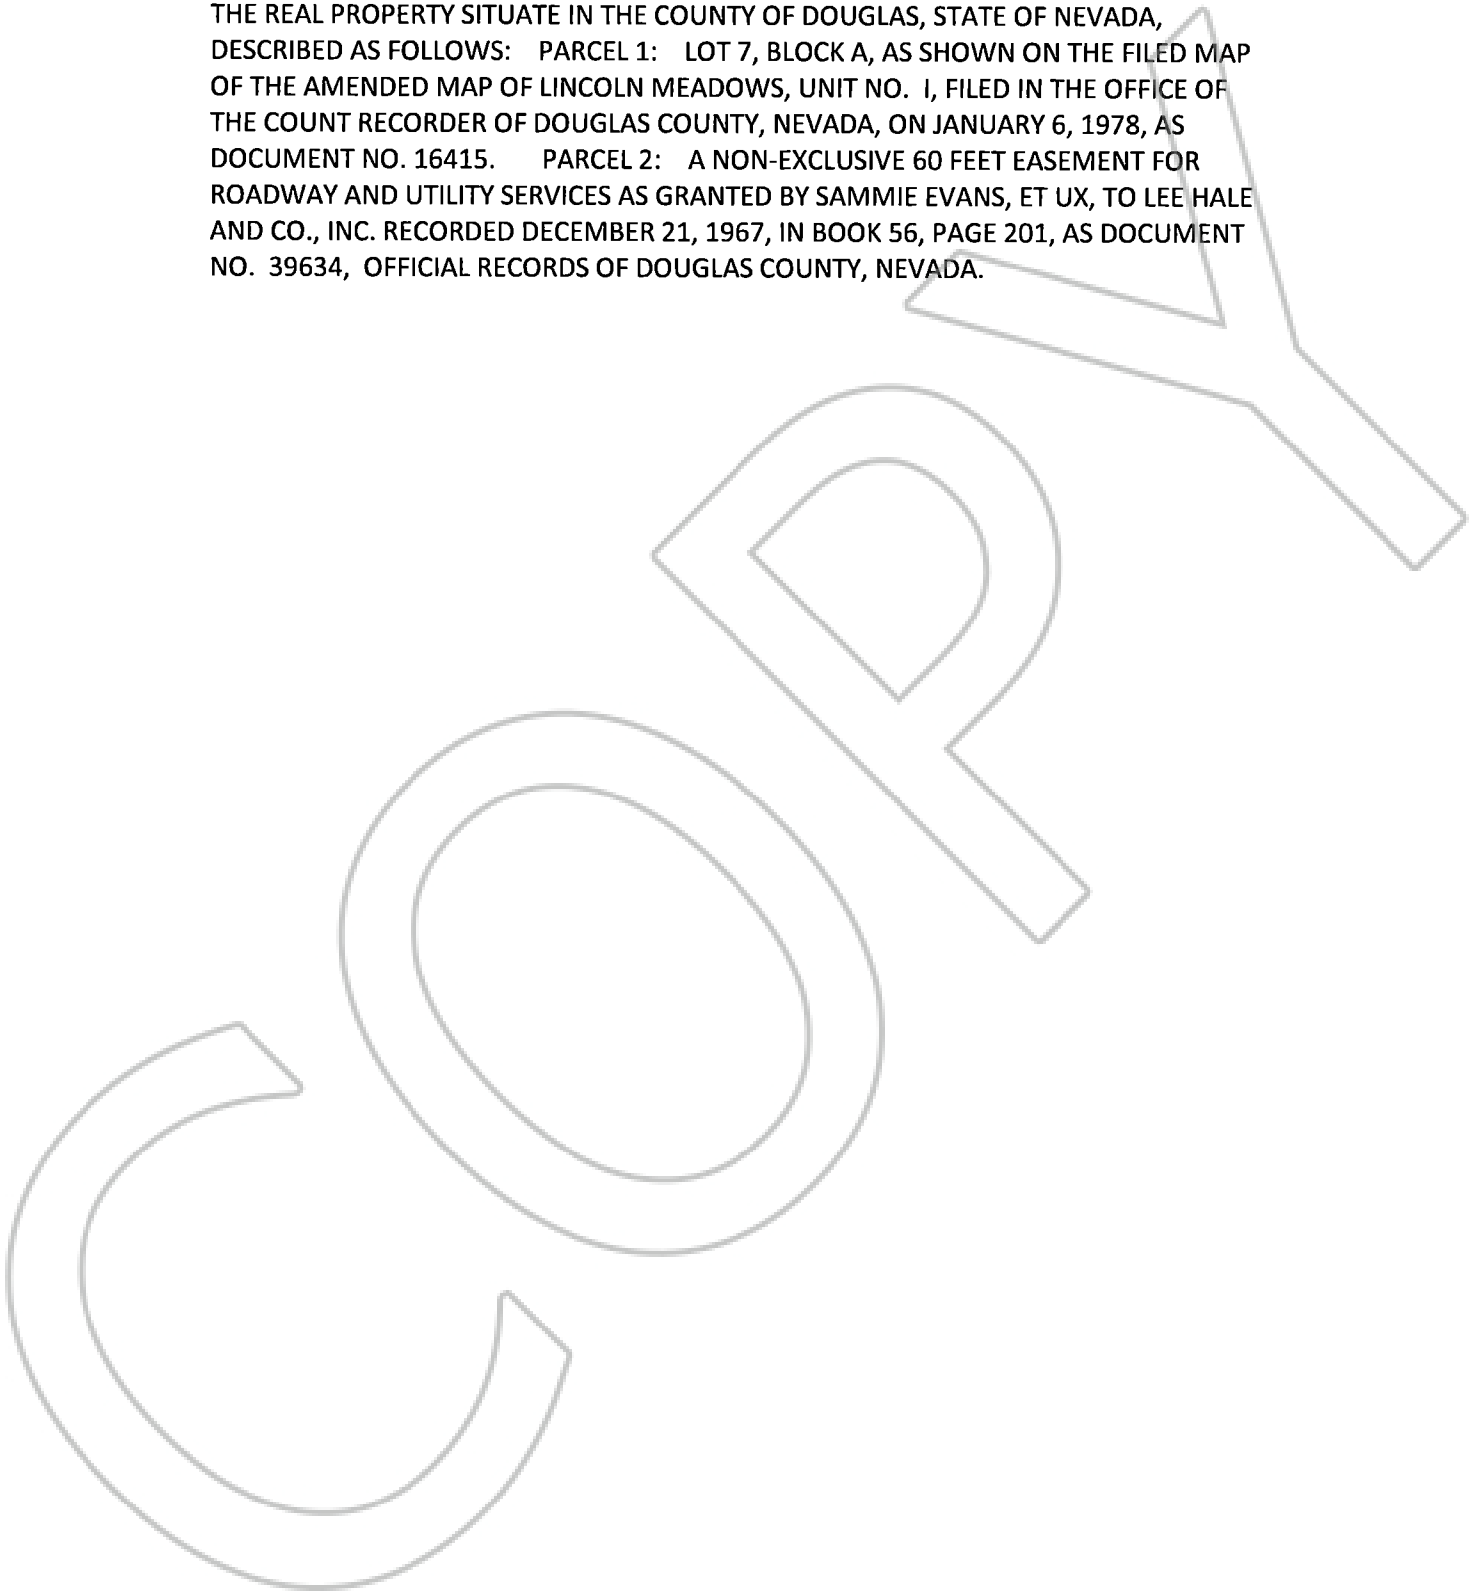 THE REAL PROPERTY SITUATE IN THE COUNTY OF DOUGLAS, STATE OF NEVADA,
DESCRIBED AS FOLLOWS: PARCEL 1: LOT 7, BLOCK A, AS SHOWN ON THE FILED MAP
OF THE AMENDED MAP OF LINCOLN MEADOWS, UNIT NO. I, FILED IN THE OFFICE OF
THE COUNT RECORDER OF DOUGLAS COUNTY, NEVADA, ON JANUARY 6, 1978, AS
DOCUMENT NO. 16415. PARCEL 2: A NON-EXCLUSIVE 60 FEET EASEMENT FOR
ROADWAY AND UTILITY SERVICES AS GRANTED BY SAMMIE EVANS, ET UX, TO LEE HALE
AND CO., INC. RECORDED DECEMBER 21, 1967, IN BOOK 56, PAGE 201, AS DOCUMENT
NO. 39634, OFFICIAL RECORDS OF DOUGLAS COUNTY, NEVADA.
COPY